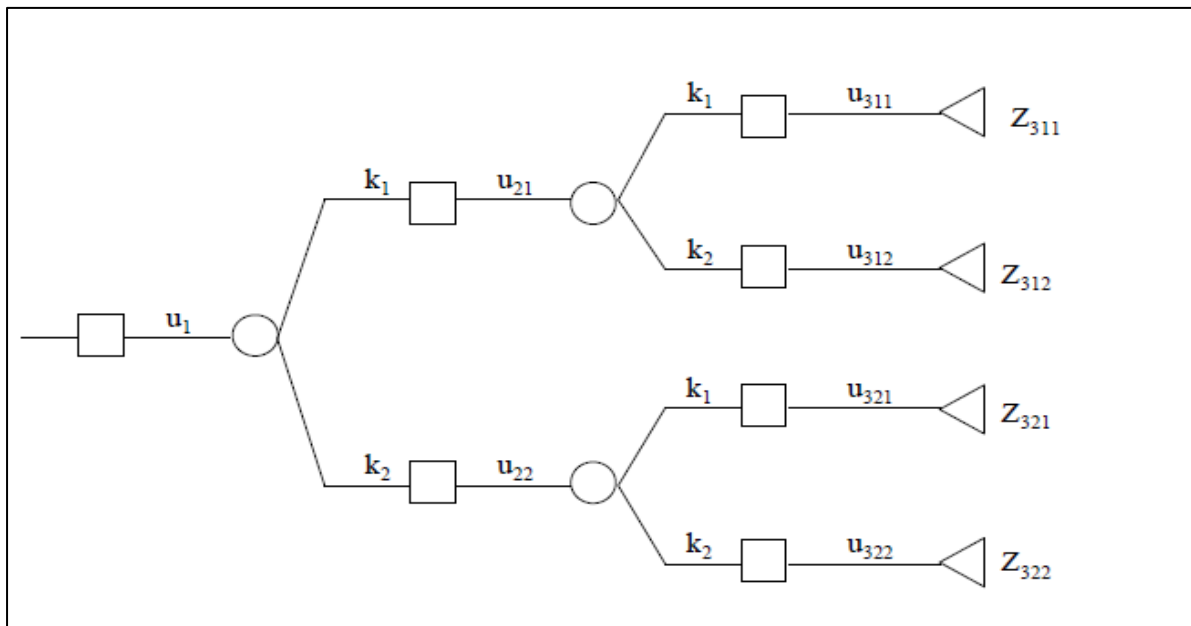 k₁ u₃₁₁ Z₃₁₁
k₁ u₂₁
k₂ u₃₁₂ Z₃₁₂
u₁
k₁ u₃₂₁ Z₃₂₁
k₂ u₂₂
k₂ u₃₂₂ Z₃₂₂